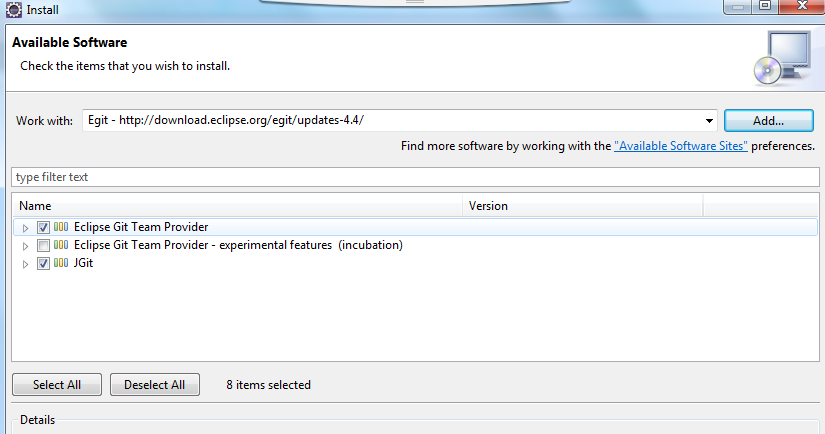 Install
Available Software
Check the items that you wish to install.
Work with: Egit - http://download.eclipse.org/egit/updates-4.4/ Add...
Find more software by working with the "Available Software Sites" preferences.
type filter text
Name Version
Eclipse Git Team Provider
Eclipse Git Team Provider - experimental features (incubation)
JGit
Select All Deselect All 8 items selected
Details